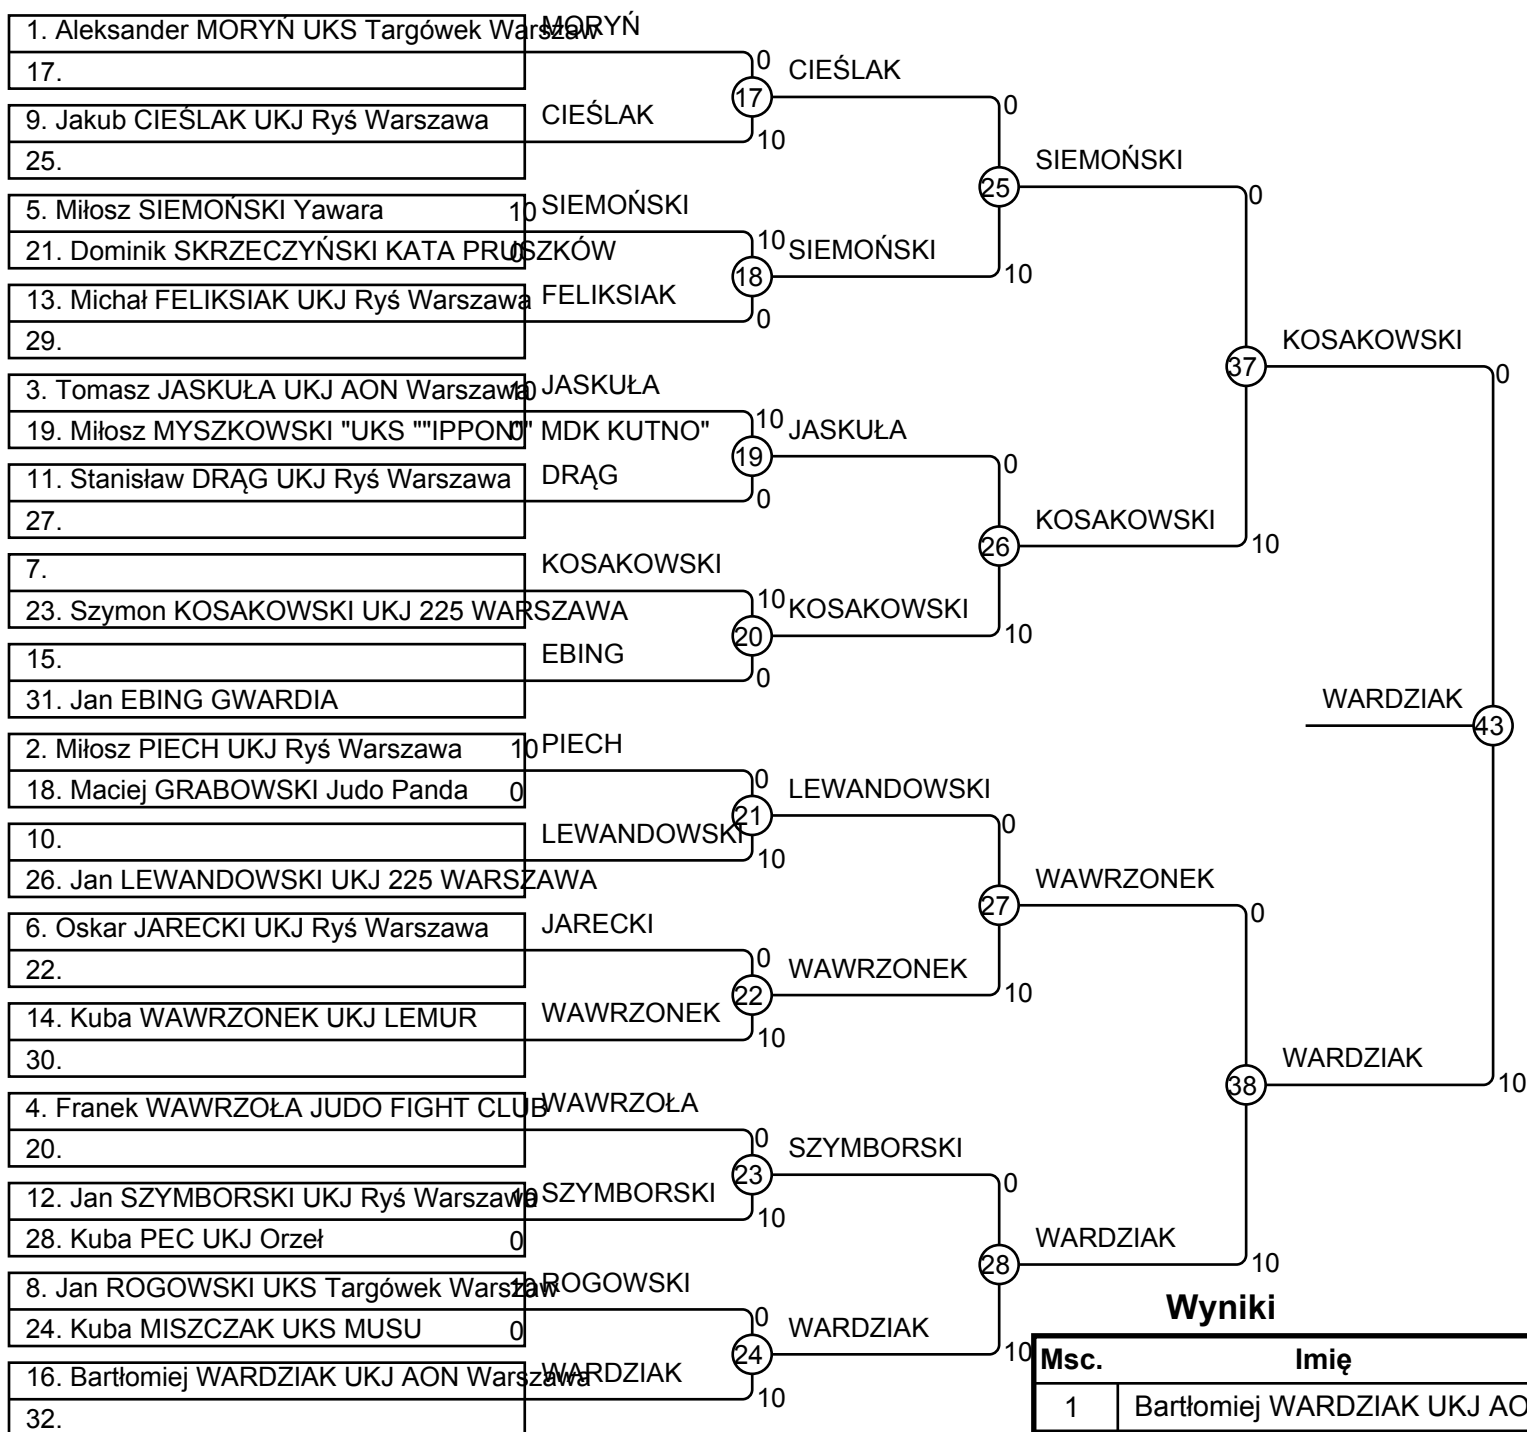 1. Aleksander MORYŃ UKS Targówek Warszaw
MORYŃ
17.
0
CIEŚLAK
17
9. Jakub CIEŚLAK UKJ Ryś Warszawa
CIEŚLAK
10
0
25.
SIEMOŃSKI
25
5. Miłosz SIEMOŃSKI Yawara 10
SIEMOŃSKI
0
21. Dominik SKRZECZYŃSKI KATA PRUSZKÓW 0
10
SIEMOŃSKI
18
10
13. Michał FELIKSIAK UKJ Ryś Warszawa
FELIKSIAK
0
29.
KOSAKOWSKI
37
0
3. Tomasz JASKUŁA UKJ AON Warszawa 10
JASKUŁA
19. Miłosz MYSZKOWSKI "UKS ""IPPON"" MDK KUTNO" 0
10
JASKUŁA
19
11. Stanisław DRĄG UKJ Ryś Warszawa
DRĄG
0
0
27.
KOSAKOWSKI
26
10
7.
KOSAKOWSKI
23. Szymon KOSAKOWSKI UKJ 225 WARSZAWA
10
KOSAKOWSKI
20
10
15.
EBING
0
31. Jan EBING GWARDIA
WARDZIAK
43
2. Miłosz PIECH UKJ Ryś Warszawa 10
PIECH
18. Maciej GRABOWSKI Judo Panda 0
0
LEWANDOWSKI
21
10.
LEWANDOWSKI
10
0
26. Jan LEWANDOWSKI UKJ 225 WARSZAWA
WAWRZONEK
27
0
6. Oskar JARECKI UKJ Ryś Warszawa
JARECKI
22.
0
WAWRZONEK
22
10
14. Kuba WAWRZONEK UKJ LEMUR
WAWRZONEK
10
30.
WARDZIAK
38
10
4. Franek WAWRZOŁA JUDO FIGHT CLUB
WAWRZOŁA
20.
0
SZYMBORSKI
23
12. Jan SZYMBORSKI UKJ Ryś Warszawa 10
SZYMBORSKI
10
0
28. Kuba PEC UKJ Orzeł 0
WARDZIAK
28
10
8. Jan ROGOWSKI UKS Targówek Warszaw 10
ROGOWSKI
24. Kuba MISZCZAK UKS MUSU 0
0
WARDZIAK
24
10
16. Bartłomiej WARDZIAK UKJ AON Warszawa
WARDZIAK
10
32.
Wyniki
Msc. Imię
1 Bartłomiej WARDZIAK UKJ AO